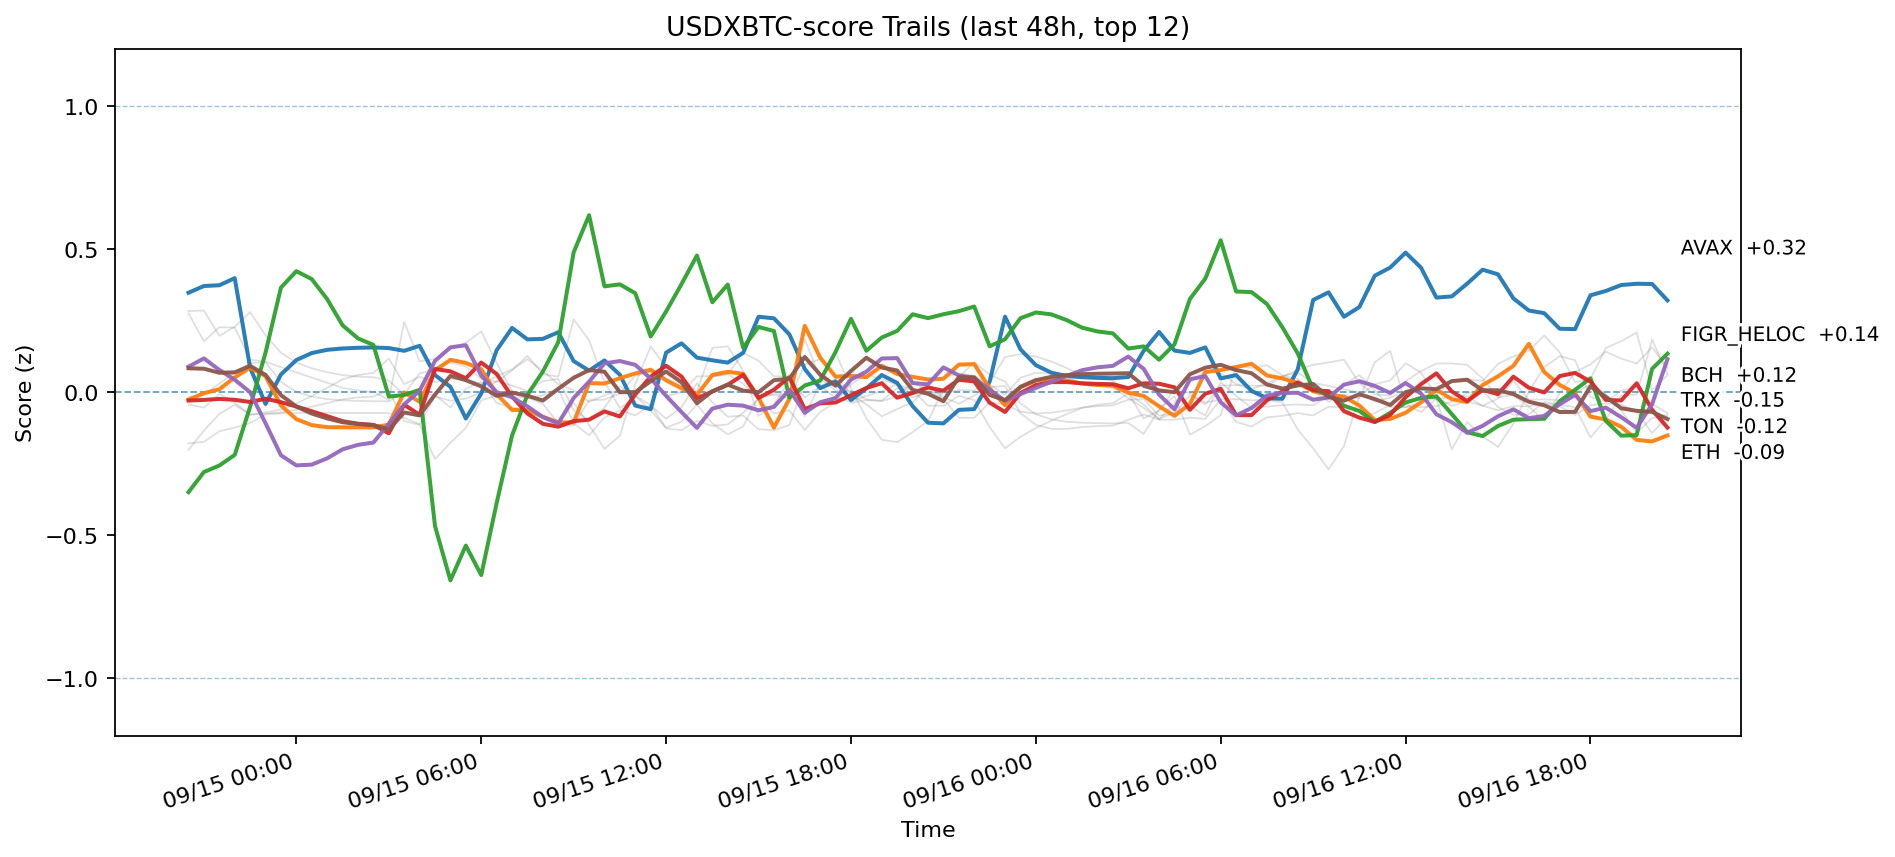 USDXBTC-score Trails (last 48h, top 12)
Score (z)
1.0
0.5
0.0
−0.5
−1.0
AVAX +0.32
FIGR_HELOC +0.14
BCH +0.12
TRX -0.15
TON -0.12
ETH -0.09
09/15 00:00
09/15 06:00
09/15 12:00
09/15 18:00
09/16 00:00
09/16 06:00
09/16 12:00
09/16 18:00
Time